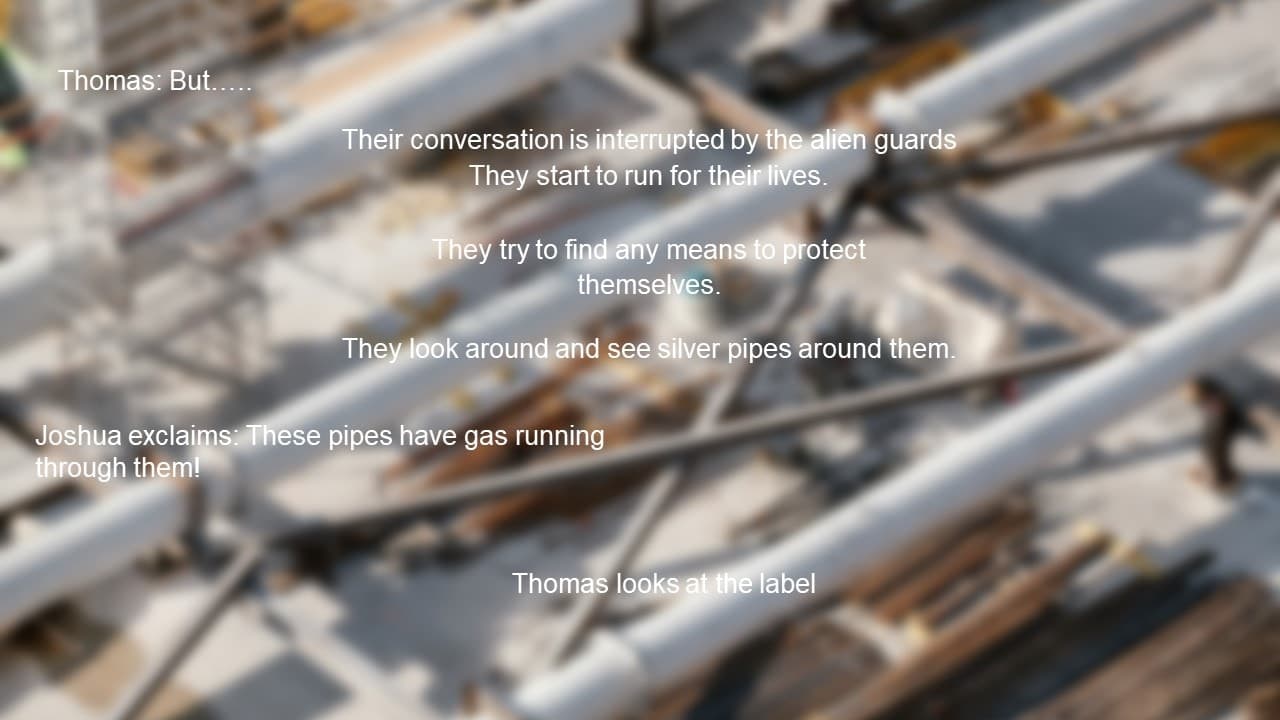 Thomas: But.....
Their conversation is interrupted by the alien guards
They start to run for their lives.
They try to find any means to protect
themselves.
They look around and see silver pipes around them.
Joshua exclaims: These pipes have gas running
through them!
Thomas looks at the label